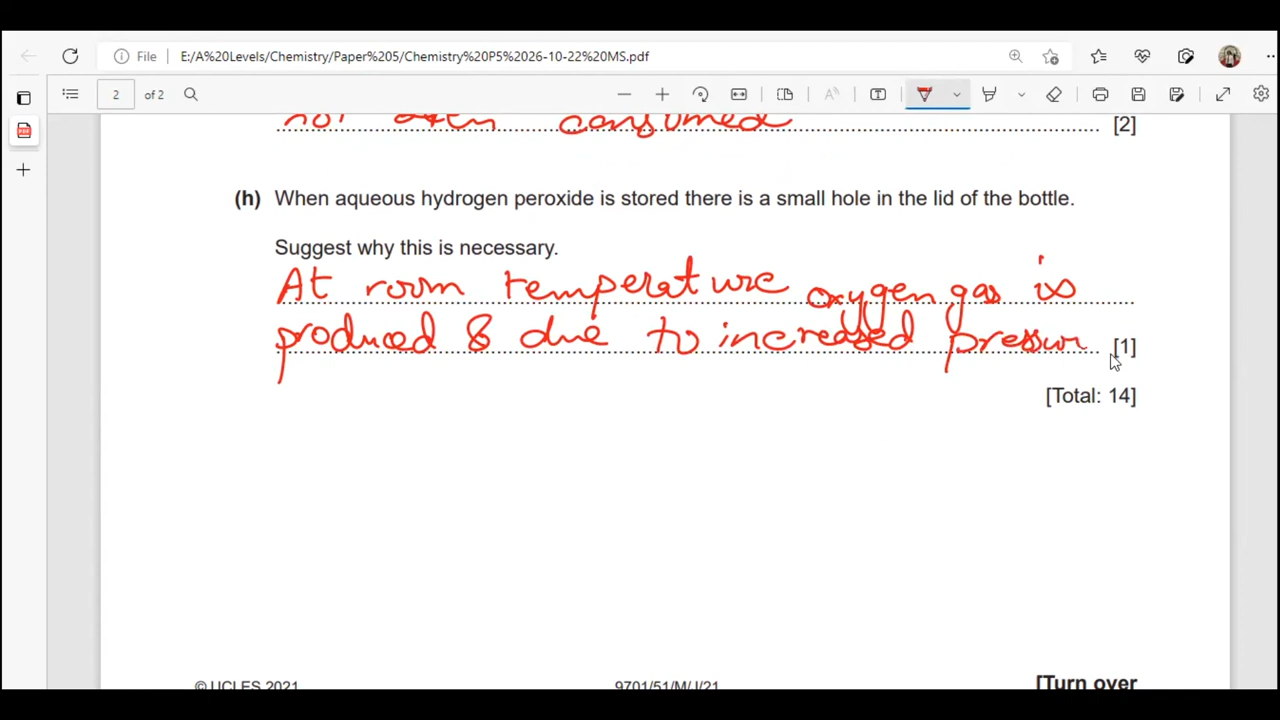 File E:/A%20Levels/Chemistry/Paper%205/Chemistry%20P5%2026-10-22%20MS.pdf
2 of 2
consumed [2]
(h) When aqueous hydrogen peroxide is stored there is a small hole in the lid of the bottle.
Suggest why this is necessary.
At room temperature oxygen gas is
produced & due to increased pressur [1]
[Total: 14]
© UCLES 2021 9701/51/M/J/21 [Turn over